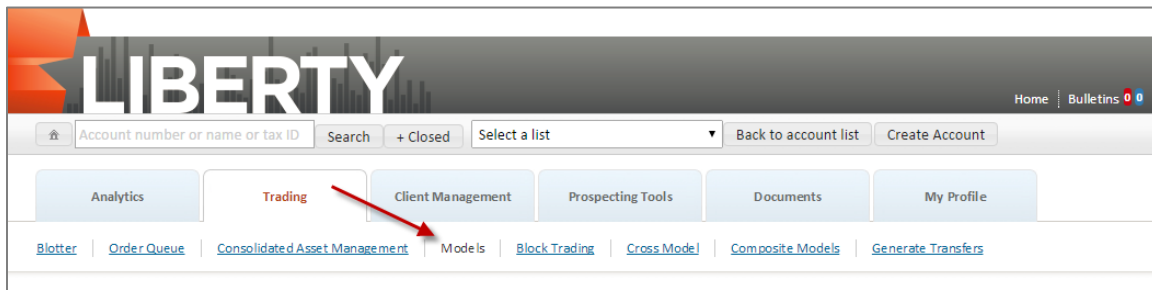 LIBERTY
Home Bulletins 0 0
Account number or name or tax ID Search + Closed Select a list Back to account list Create Account
Analytics Trading Client Management Prospecting Tools Documents My Profile
Blotter Order Queue Consolidated Asset Management Models Block Trading Cross Model Composite Models Generate Transfers